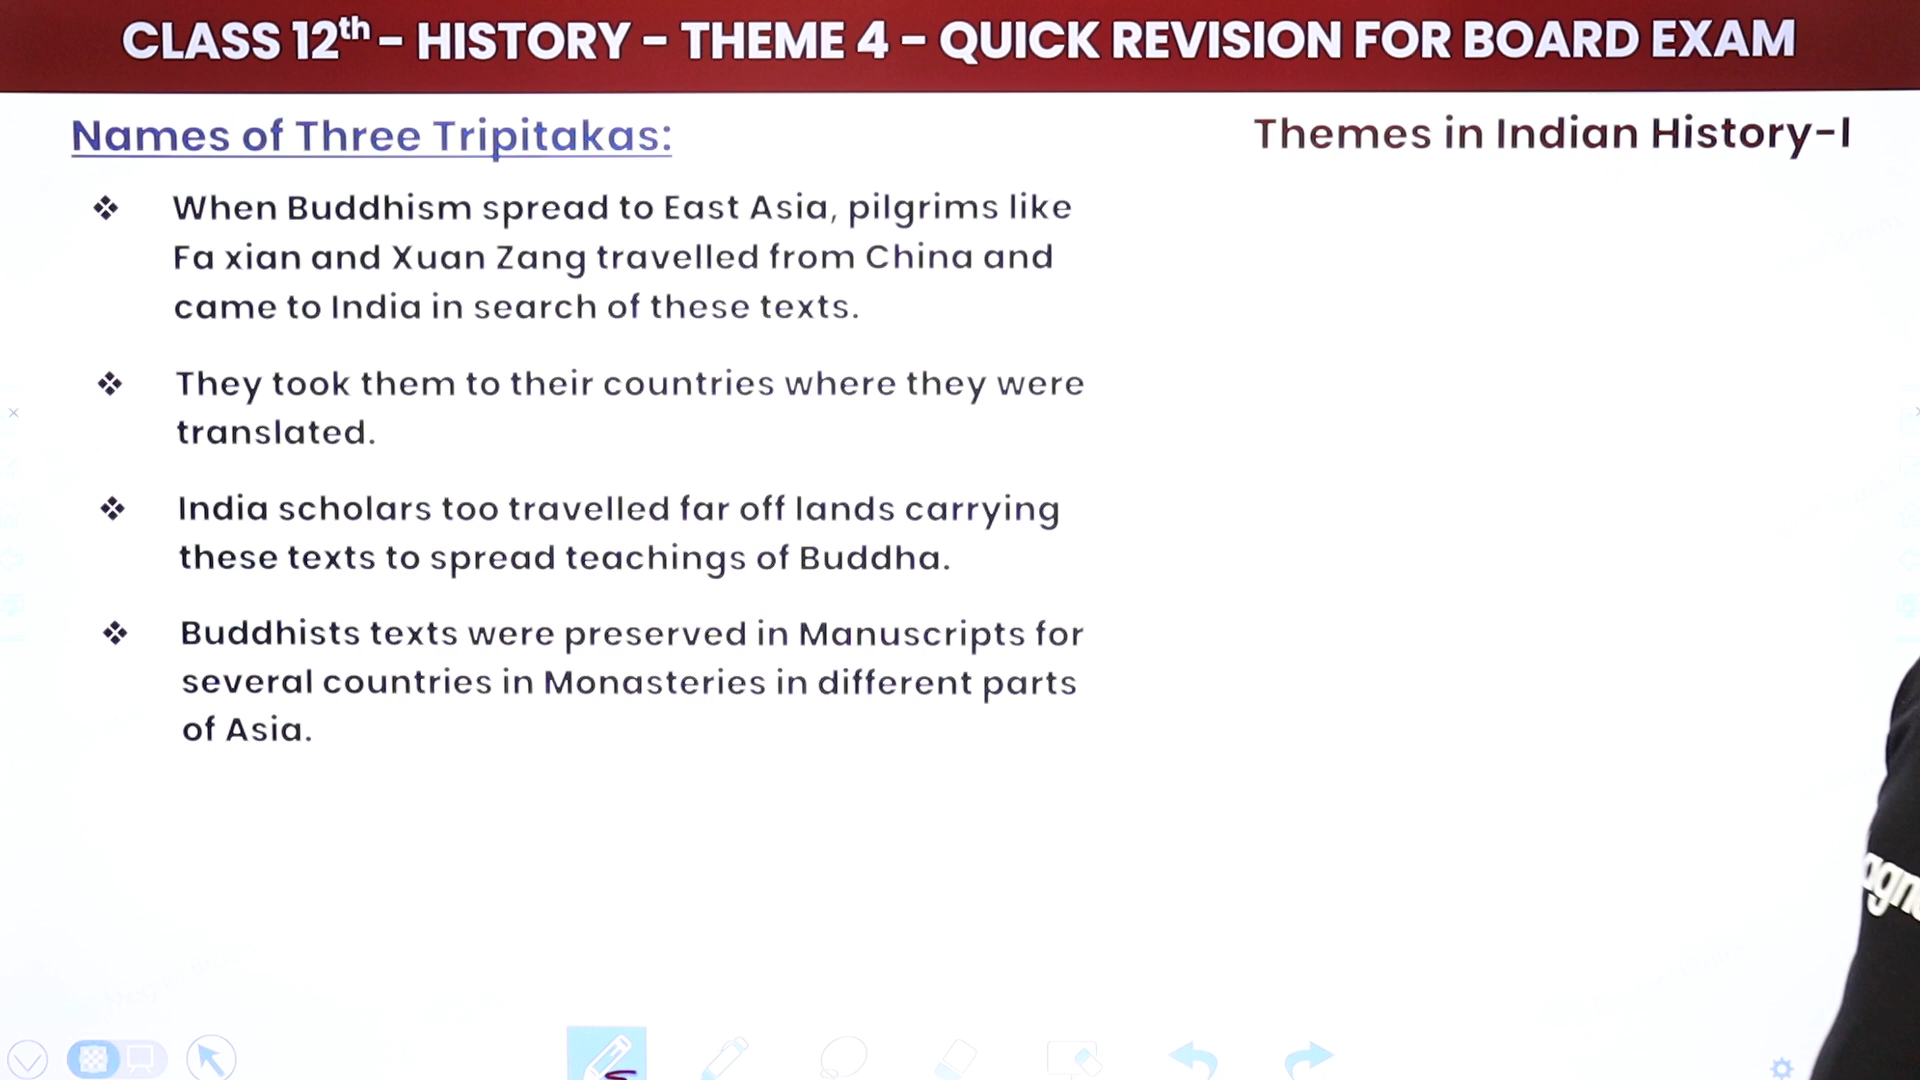 CLASS 12th - HISTORY - THEME 4 - QUICK REVISION FOR BOARD EXAM
Names of Three Tripitakas:
Themes in Indian History-I
❖ When Buddhism spread to East Asia, pilgrims like
Fa xian and Xuan Zang travelled from China and
came to India in search of these texts.
❖ They took them to their countries where they were
translated.
❖ India scholars too travelled far off lands carrying
these texts to spread teachings of Buddha.
❖ Buddhists texts were preserved in Manuscripts for
several countries in Monasteries in different parts
of Asia.